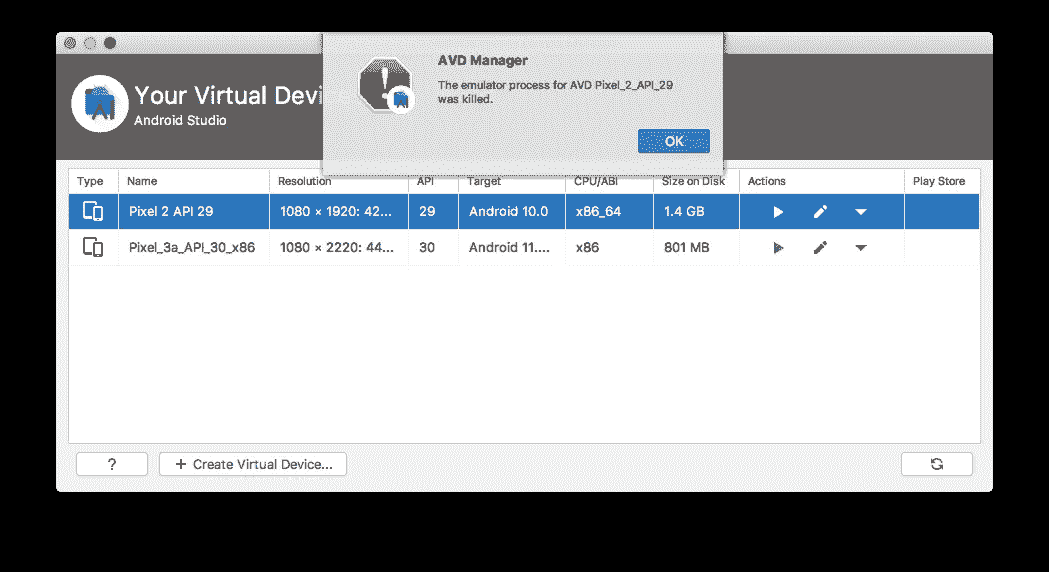 AVD Manager
The emulator process for AVD Pixel_2_API_29
was killed.
OK
Your Virtual Devi
Android Studio
Type Name Resolution API Target CPU/ABI Size on Disk Actions Play Store
Pixel 2 API 29 1080 × 1920: 42... 29 Android 10.0 x86_64 1.4 GB
Pixel_3a_API_30_x86 1080 × 2220: 44... 30 Android 11.... x86 801 MB
? + Create Virtual Device...